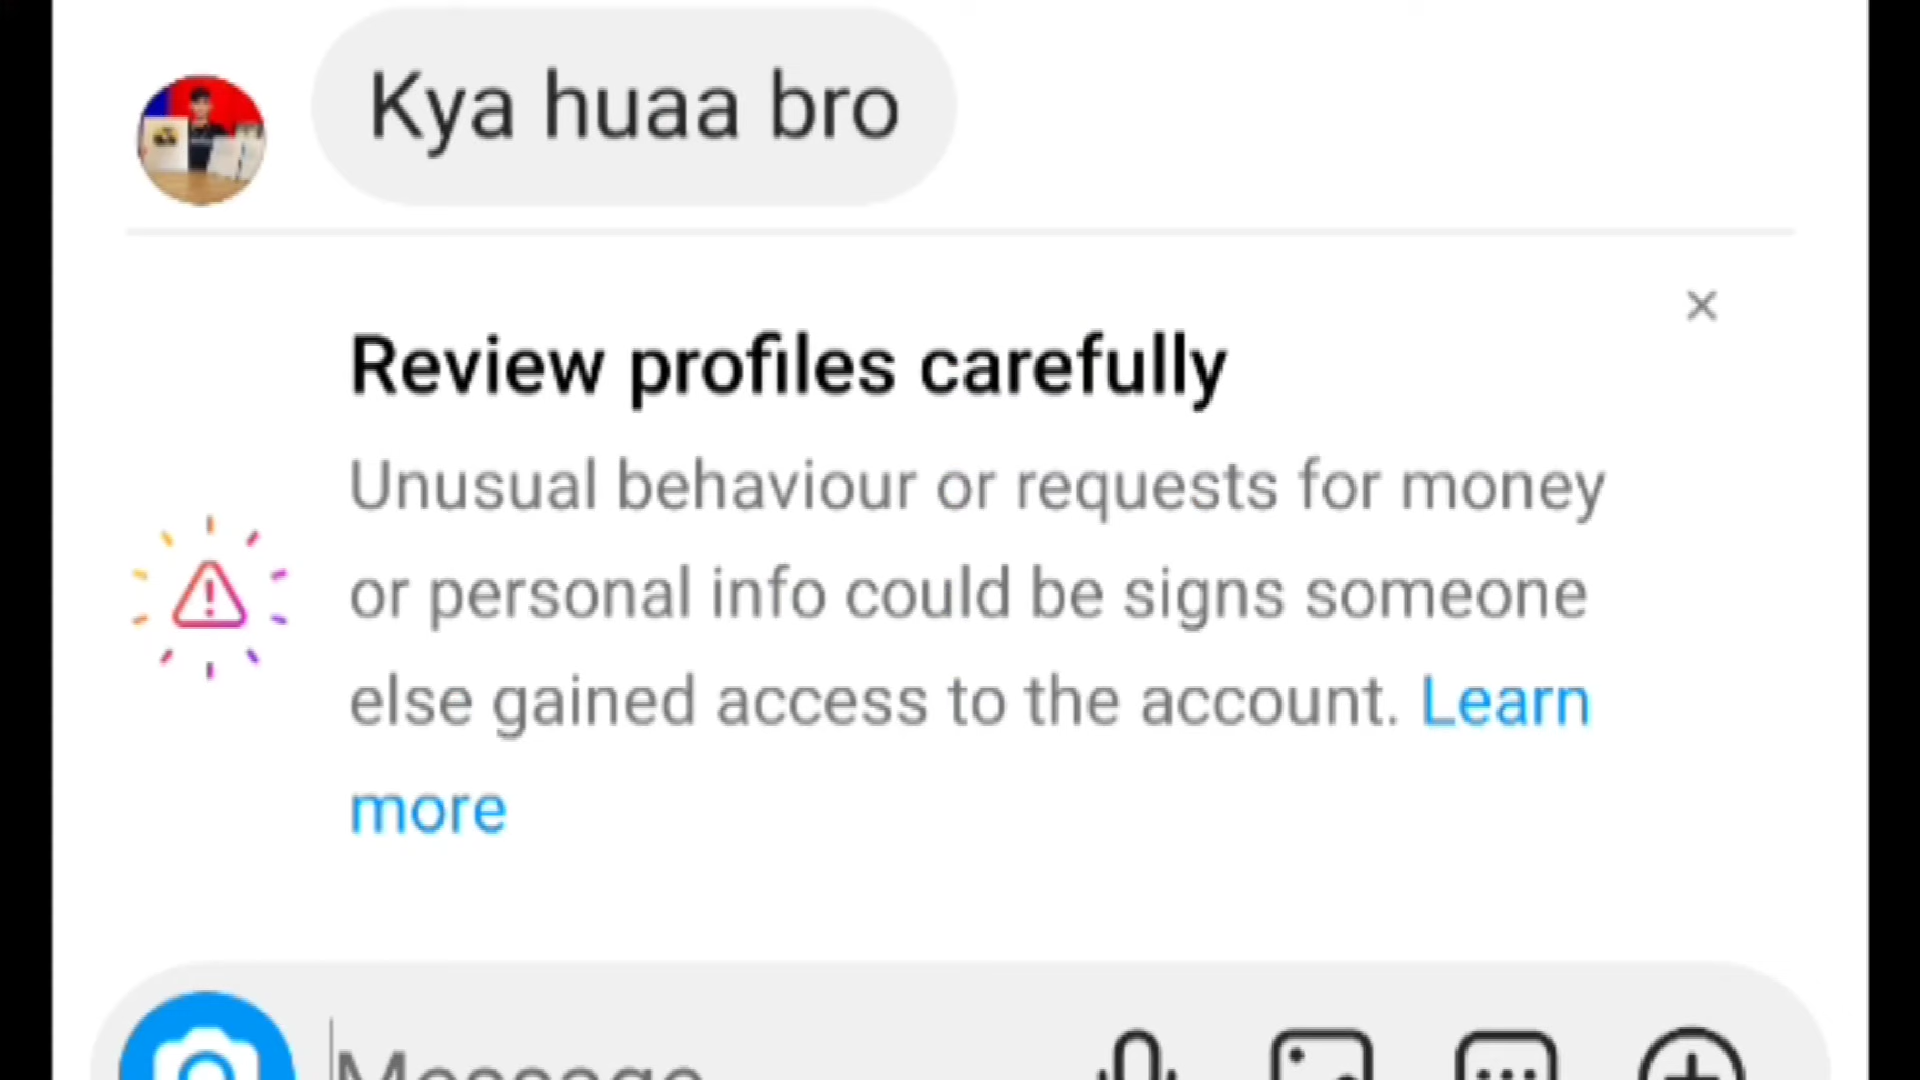 Kya huaa bro
Review profiles carefully
Unusual behaviour or requests for money
or personal info could be signs someone
else gained access to the account. Learn
more
Message